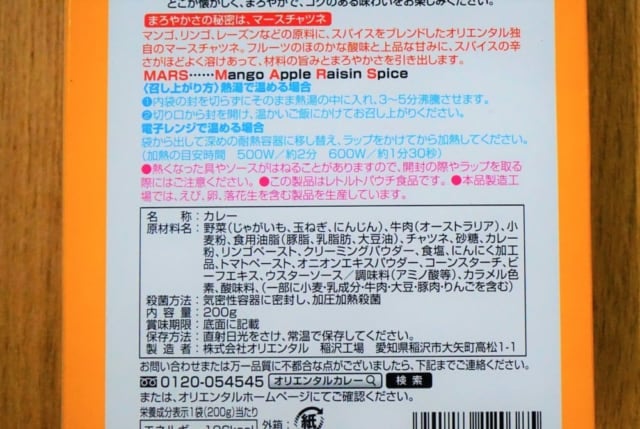 どこか懐かしく、まろやかで、コクのある味わいをお楽しみください。
まろやかさの秘密は、マースチャツネ
マンゴ、リンゴ、レーズンなどの原料に、スパイスをブレンドしたオリエンタル独
自のマースチャツネ。フルーツのほのかな酸味と上品な甘みに、スパイスの辛
さがほどよく溶けあって、材料の旨みとまろやかさを引き出します。
MARS……Mango Apple Raisin Spice
〈召し上がり方〉熱湯で温める場合
❶内袋の封を切らずにそのまま熱湯の中に入れ、3〜5分沸騰させます。
❷切り口から封を開け、温かいご飯にかけてお召し上がりください。
電子レンジで温める場合
袋から出して深めの耐熱容器に移し替え、ラップをかけてから加熱してください。
(加熱の目安時間 500W/約2分 600W/約1分30秒)
●熱くなった具やソースがはねることがありますので、開封の際やラップを取る
際にはご注意ください。●この製品はレトルトパウチ食品です。●本品製造工
場では、えび、卵、落花生を含む製品を生産しています。
名 称:カレー
原材料名:野菜(じゃがいも、玉ねぎ、にんじん)、牛肉(オーストラリア)、小
麦粉、食用油脂(豚脂、乳脂肪、大豆油)、チャツネ、砂糖、カレー
粉、リンゴペースト、クリーミングパウダー、食塩、にんにく加工
品、トマトペースト、オニオンエキスパウダー、コーンスターチ、ビ
ーフエキス、ウスターソース/調味料(アミノ酸等)、カラメル色
素、酸味料、(一部に小麦・乳成分・牛肉・大豆・豚肉・りんごを含む)
殺菌方法:気密性容器に密封し、加圧加熱殺菌
内 容 量:200g
賞味期限:底面に記載
保存方法:直射日光をさけ、常温で保存してください。
製 造 者:株式会社オリエンタル 稲沢工場 愛知県稲沢市大矢町高松1-1
お問い合わせまたは万一品質に不都合な点がございましたら、下記までご連絡ください。
0120-054545 オリエンタルカレー 検索
または、オリエンタルホームページにてご確認ください。
栄養成分表示1袋(200g)当たり
外箱: 紙
エネルギー